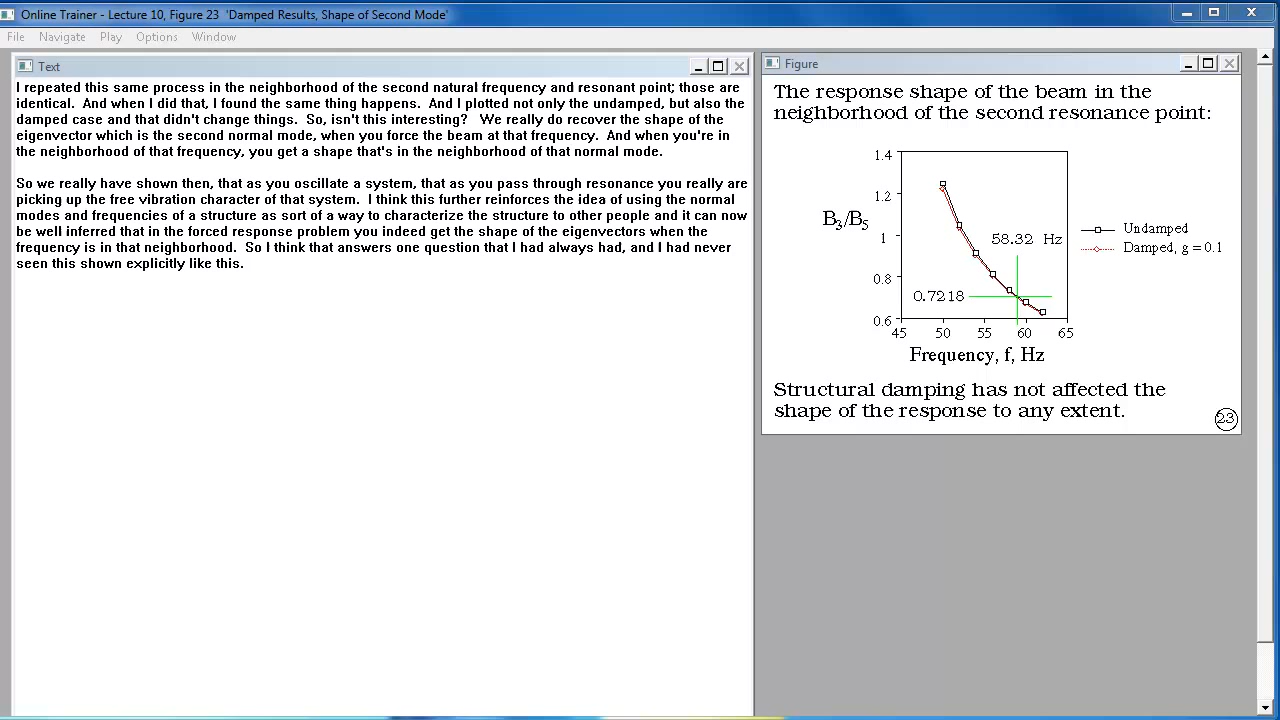 Online Trainer - Lecture 10, Figure 23  'Damped Results, Shape of Second Mode'
File Navigate Play Options Window
Text
I repeated this same process in the neighborhood of the second natural frequency and resonant point; those are
identical.  And when I did that, I found the same thing happens.  And I plotted not only the undamped, but also the
damped case and that didn't change things.  So, isn't this interesting?   We really do recover the shape of the
eigenvector which is the second normal mode, when you force the beam at that frequency.  And when you're in
the neighborhood of that frequency, you get a shape that's in the neighborhood of that normal mode.
So we really have shown then, that as you oscillate a system, that as you pass through resonance you really are
picking up the free vibration character of that system.  I think this further reinforces the idea of using the normal
modes and frequencies of a structure as sort of a way to characterize the structure to other people and it can now
be well inferred that in the forced response problem you indeed get the shape of the eigenvectors when the
frequency is in that neighborhood.  So I think that answers one question that I had always had, and I had never
seen this shown explicitly like this.
Figure
The response shape of the beam in the
neighborhood of the second resonance point:
1.4
1.2
1
0.8
0.6
B3/B5
58.32 Hz
0.7218
45 50 55 60 65
Frequency, f, Hz
Undamped
Damped, g = 0.1
Structural damping has not affected the
shape of the response to any extent.
23